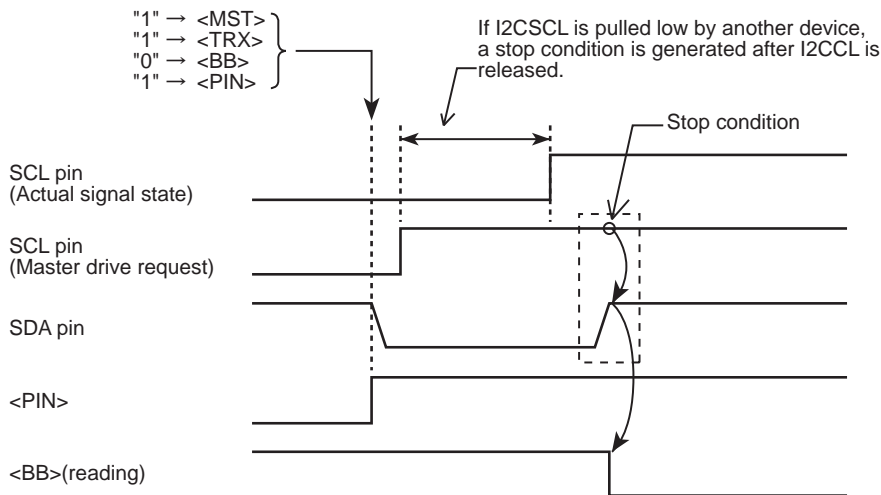 "1" → <MST>
"1" → <TRX>
"0" → <BB>
"1" → <PIN>
If I2CSCL is pulled low by another device,
a stop condition is generated after I2CCL is
released.
Stop condition
SCL pin
(Actual signal state)
SCL pin
(Master drive request)
SDA pin
<PIN>
<BB>(reading)